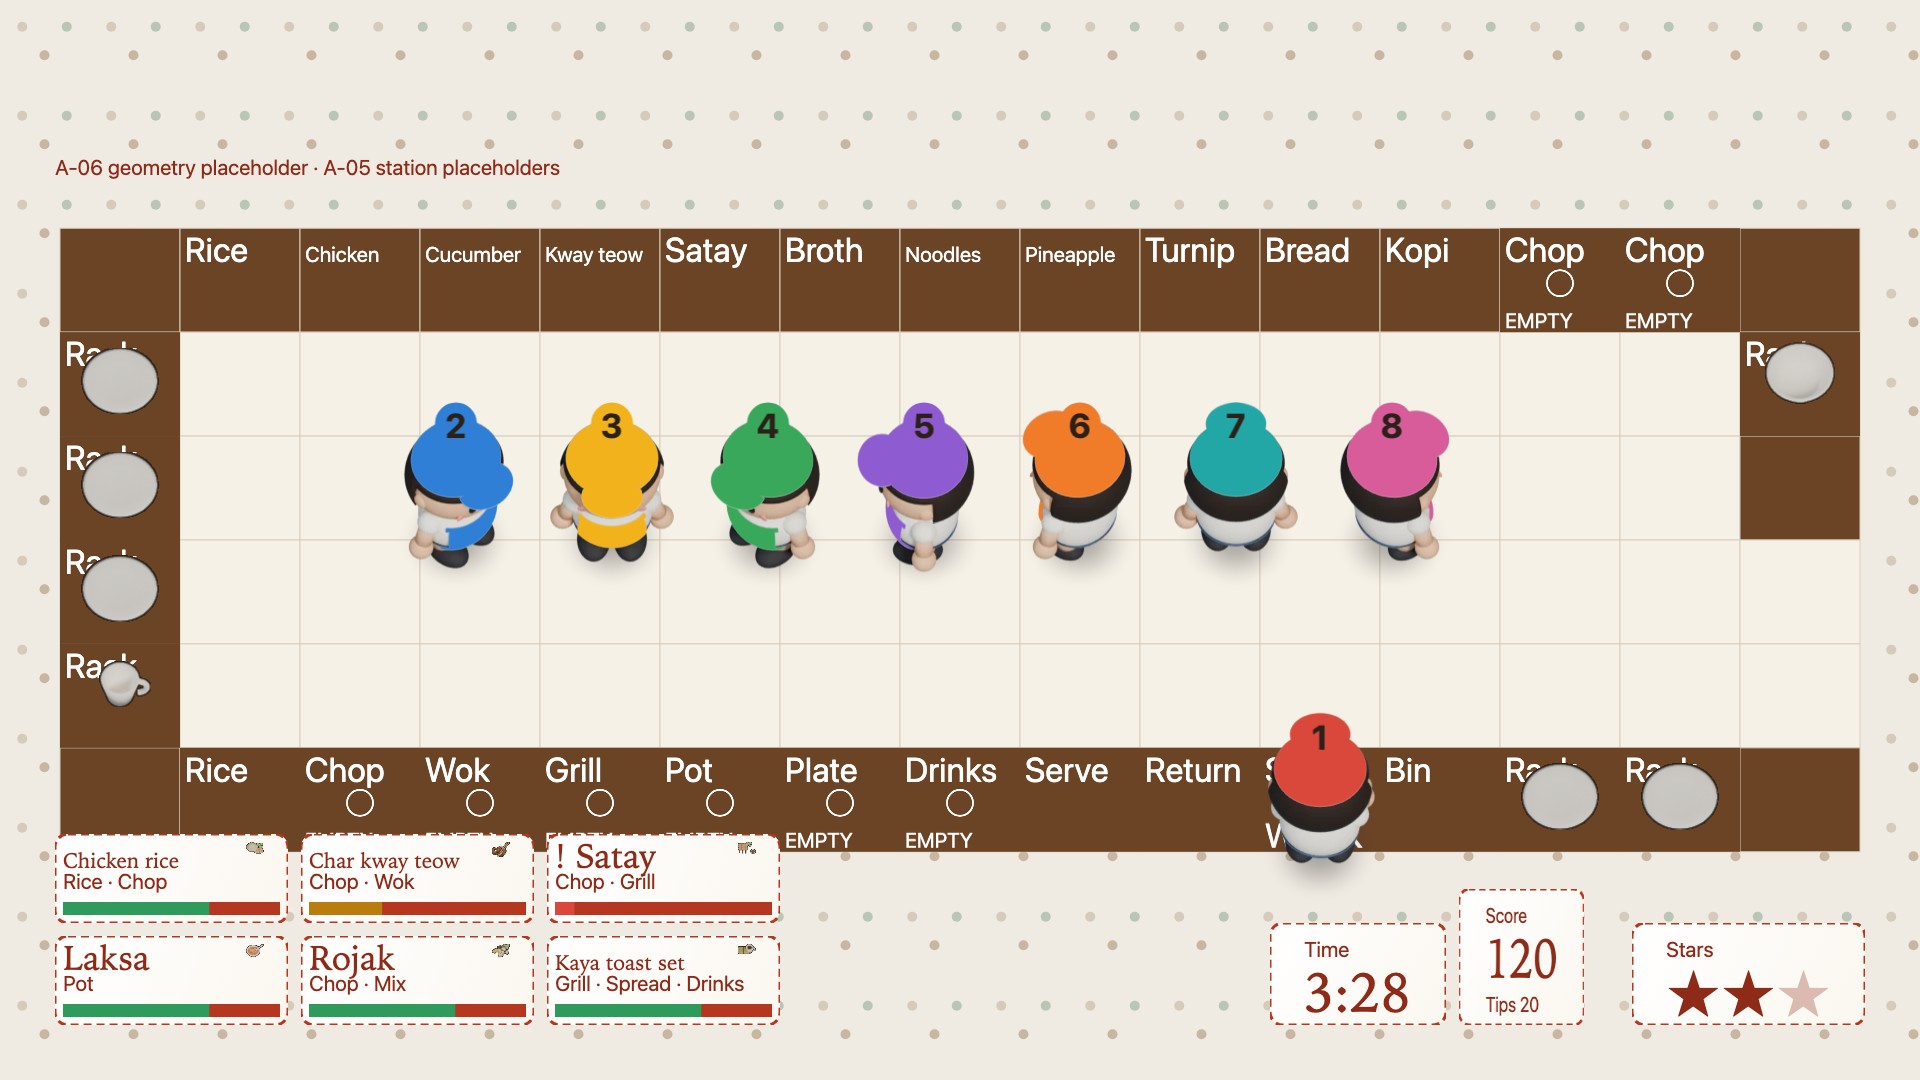 A-06 geometry placeholder · A-05 station placeholders
Rice Chicken Cucumber Kway teow Satay Broth Noodles Pineapple Turnip Bread Kopi Chop Chop
EMPTY EMPTY
2 3 4 5 6 7 8
1
Rice Chop Wok Grill Pot Plate Drinks Serve Return Bin
EMPTY EMPTY
Chicken rice
Rice · Chop
Char kway teow
Chop · Wok
! Satay
Chop · Grill
Laksa
Pot
Rojak
Chop · Mix
Kaya toast set
Grill · Spread · Drinks
Time
3:28
Score
120
Tips 20
Stars